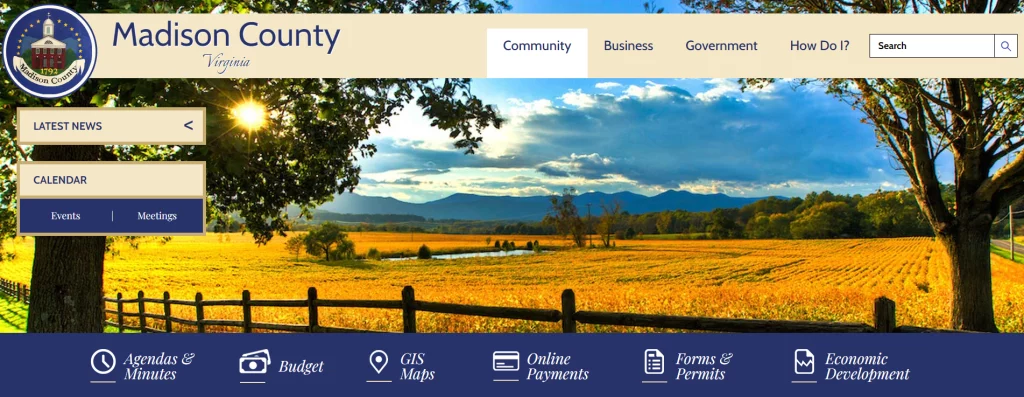 Madison County
Virginia
Madison County
1792
Community
Business
Government
How Do I?
Search
LATEST NEWS <
CALENDAR
Events | Meetings
Agendas &
Minutes
Budget
GIS
Maps
Online
Payments
Forms &
Permits
Economic
Development